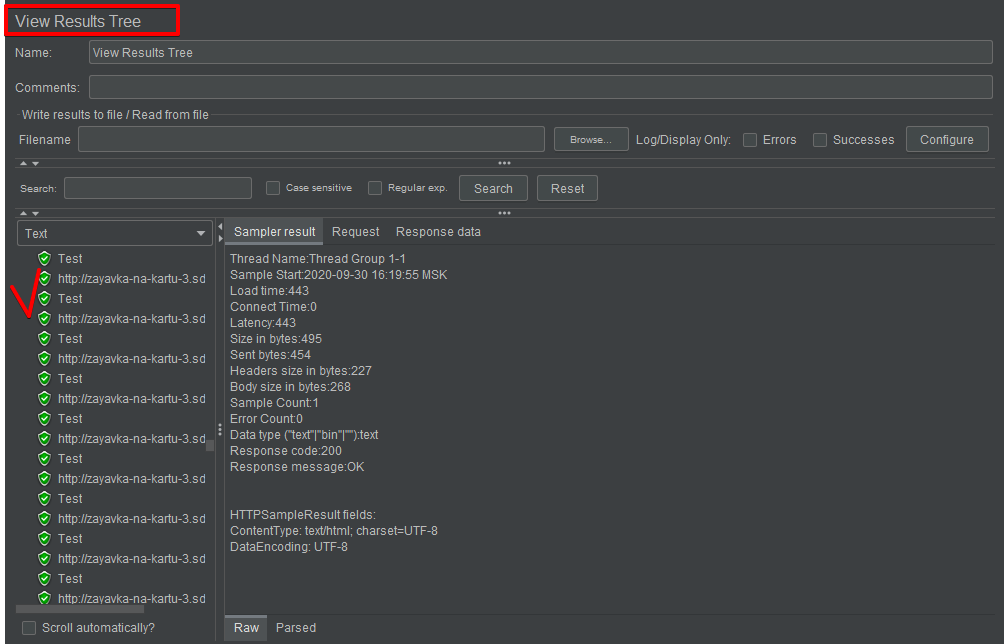 View Results Tree
Name: View Results Tree
Comments:
Write results to file / Read from file
Filename Browse... Log/Display Only: Errors Successes Configure
Search: Case sensitive Regular exp. Search Reset
Text
Test
http://zayavka-na-kartu-3.sd
Test
http://zayavka-na-kartu-3.sd
Test
http://zayavka-na-kartu-3.sd
Test
http://zayavka-na-kartu-3.sd
Test
http://zayavka-na-kartu-3.sd
Test
http://zayavka-na-kartu-3.sd
Test
http://zayavka-na-kartu-3.sd
Test
http://zayavka-na-kartu-3.sd
Test
http://zayavka-na-kartu-3.sd
Scroll automatically?
Sampler result Request Response data
Thread Name:Thread Group 1-1
Sample Start:2020-09-30 16:19:55 MSK
Load time:443
Connect Time:0
Latency:443
Size in bytes:495
Sent bytes:454
Headers size in bytes:227
Body size in bytes:268
Sample Count:1
Error Count:0
Data type ("text"|"bin"|""):text
Response code:200
Response message:OK
HTTPSampleResult fields:
ContentType: text/html; charset=UTF-8
DataEncoding: UTF-8
Raw Parsed